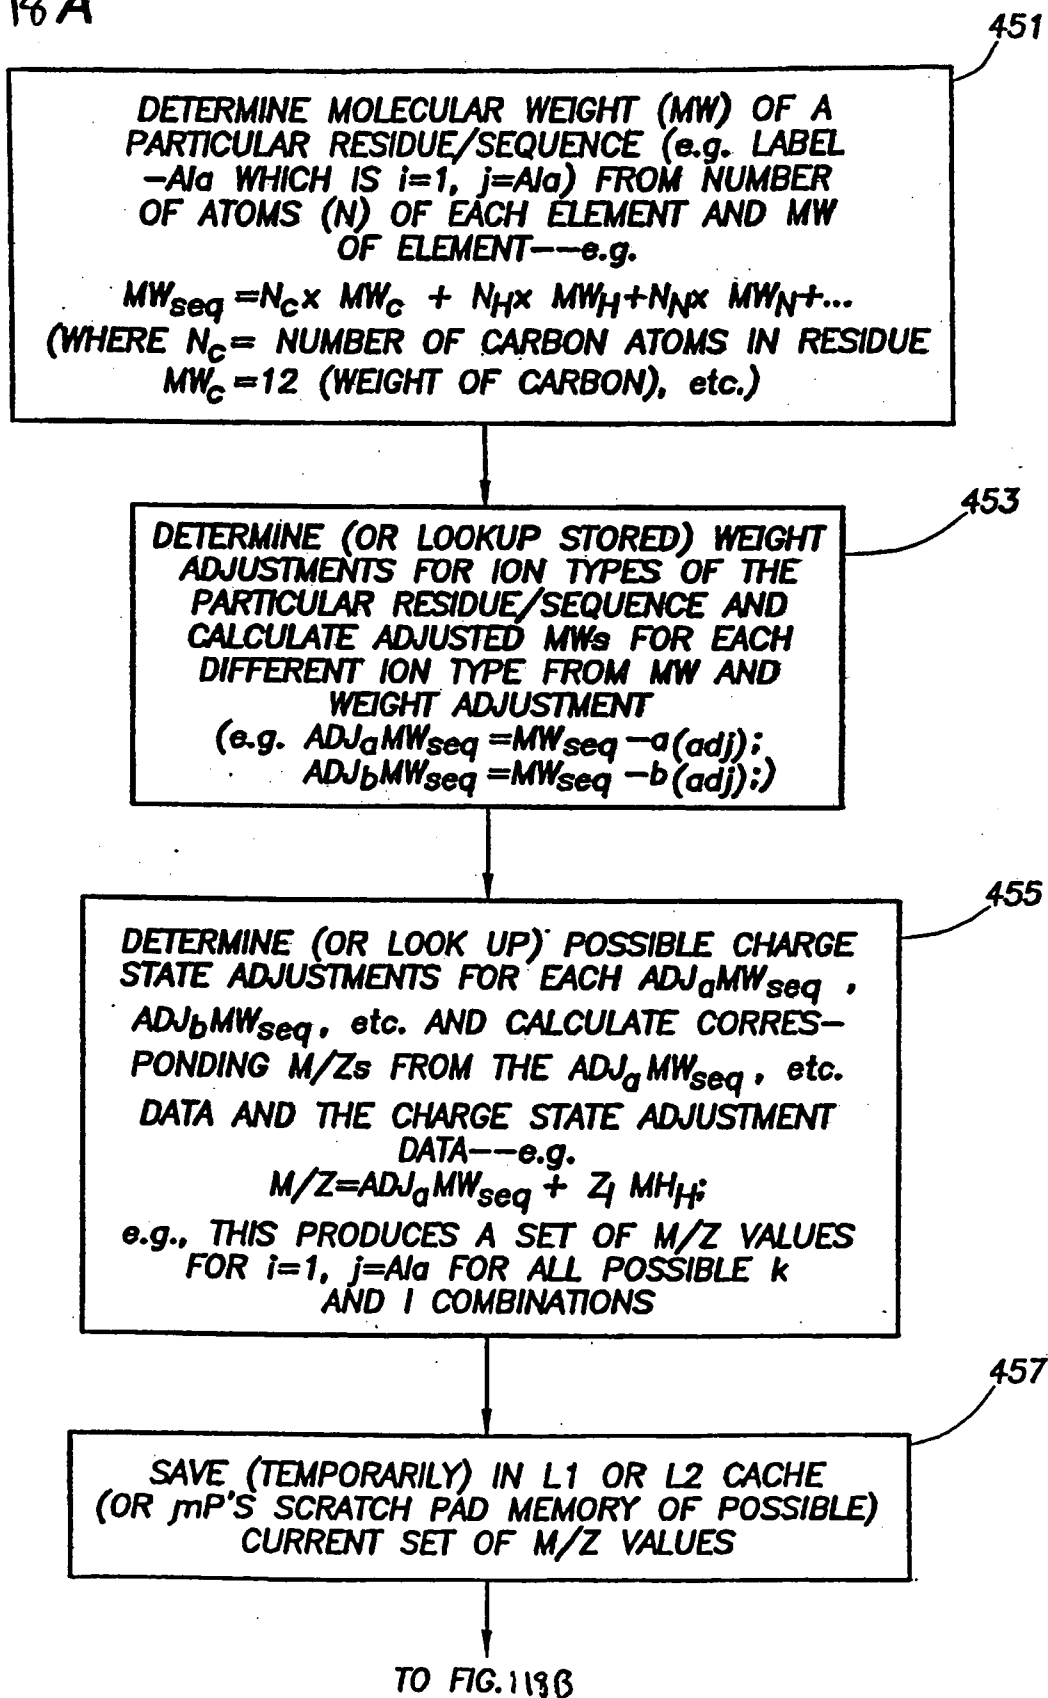 18 A
451
DETERMINE MOLECULAR WEIGHT (MW) OF A
PARTICULAR RESIDUE/SEQUENCE (e.g. LABEL
-Ala WHICH IS i=1, j=Ala) FROM NUMBER
OF ATOMS (N) OF EACH ELEMENT AND MW
OF ELEMENT--e.g.
MWseq =NCx MWC + NHx MWH+NNx MWN+...
(WHERE NC= NUMBER OF CARBON ATOMS IN RESIDUE
MWC=12 (WEIGHT OF CARBON), etc.)
453
DETERMINE (OR LOOKUP STORED) WEIGHT
ADJUSTMENTS FOR ION TYPES OF THE
PARTICULAR RESIDUE/SEQUENCE AND
CALCULATE ADJUSTED MWs FOR EACH
DIFFERENT ION TYPE FROM MW AND
WEIGHT ADJUSTMENT
(e.g. ADJaMWseq =MWseq -a(adj);
ADJbMWseq =MWseq -b(adj);)
455
DETERMINE (OR LOOK UP) POSSIBLE CHARGE
STATE ADJUSTMENTS FOR EACH ADJaMWseq ,
ADJbMWseq, etc. AND CALCULATE CORRES-
PONDING M/Zs FROM THE ADJaMWseq, etc.
DATA AND THE CHARGE STATE ADJUSTMENT
DATA--e.g.
M/Z=ADJaMWseq + Zl MHH;
e.g., THIS PRODUCES A SET OF M/Z VALUES
FOR i=1, j=Ala FOR ALL POSSIBLE k
AND l COMBINATIONS
457
SAVE (TEMPORARILY) IN L1 OR L2 CACHE
(OR mP'S SCRATCH PAD MEMORY OF POSSIBLE)
CURRENT SET OF M/Z VALUES
TO FIG. 118B